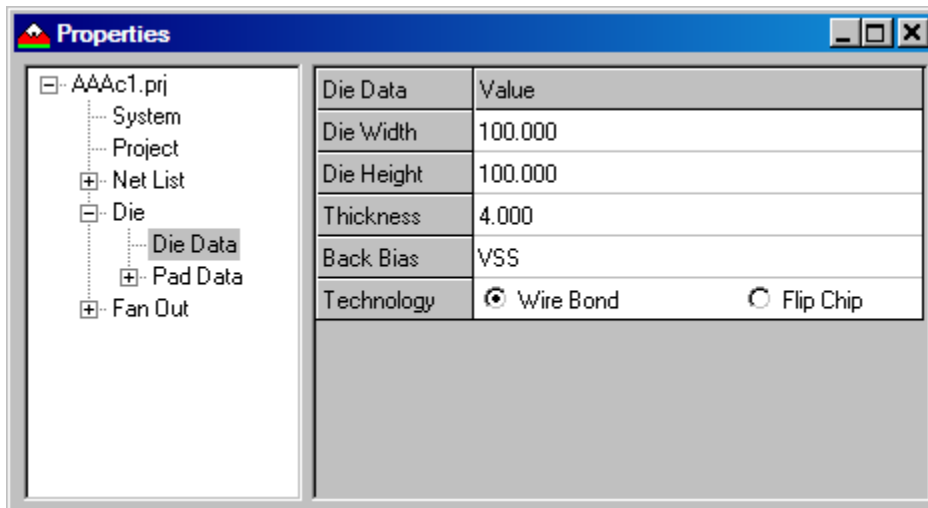 Properties
AAAc1.prj
System
Project
Net List
Die
Die Data
Pad Data
Fan Out
Die Data Value
Die Width 100.000
Die Height 100.000
Thickness 4.000
Back Bias VSS
Technology Wire Bond Flip Chip